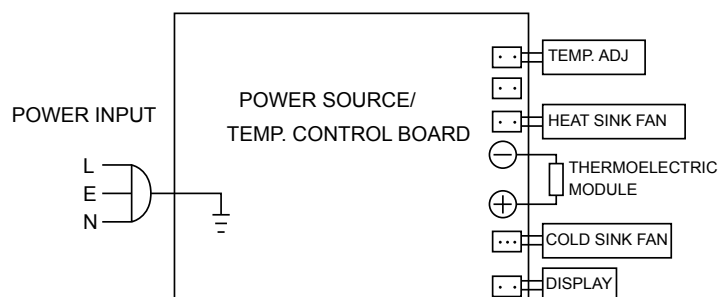 POWER INPUT
L
E
N
POWER SOURCE/
TEMP. CONTROL BOARD
TEMP. ADJ
HEAT SINK FAN
THERMOELECTRIC
MODULE
COLD SINK FAN
DISPLAY